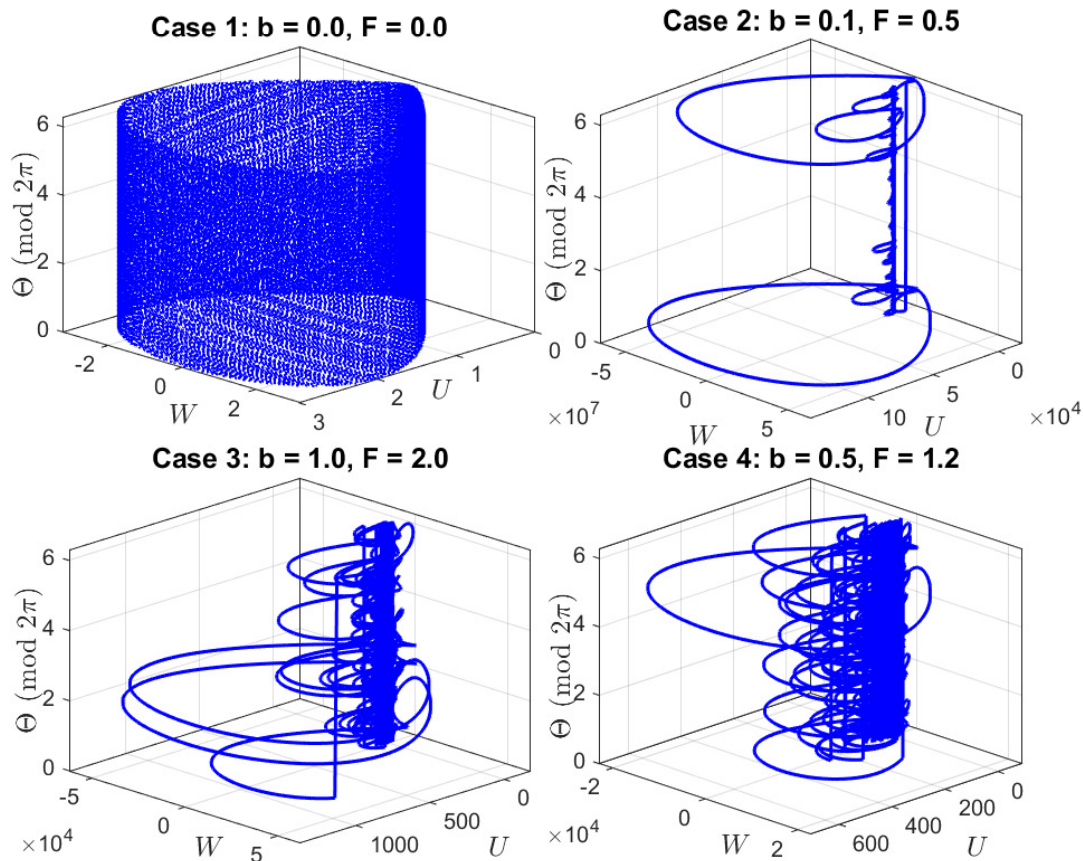 Case 1: b = 0.0, F = 0.0
Θ (mod 2π)
6
4
2
0
-2
0
2
W
3
2
1
0
U
Case 2: b = 0.1, F = 0.5
Θ (mod 2π)
6
4
2
0
-5
0
5
×10⁷
W
10
5
0
U
×10⁴
Case 3: b = 1.0, F = 2.0
Θ (mod 2π)
6
4
2
0
-5
0
5
×10⁴
W
1000
500
0
U
Case 4: b = 0.5, F = 1.2
Θ (mod 2π)
6
4
2
0
-2
0
2
×10⁴
W
600
400
200
0
U